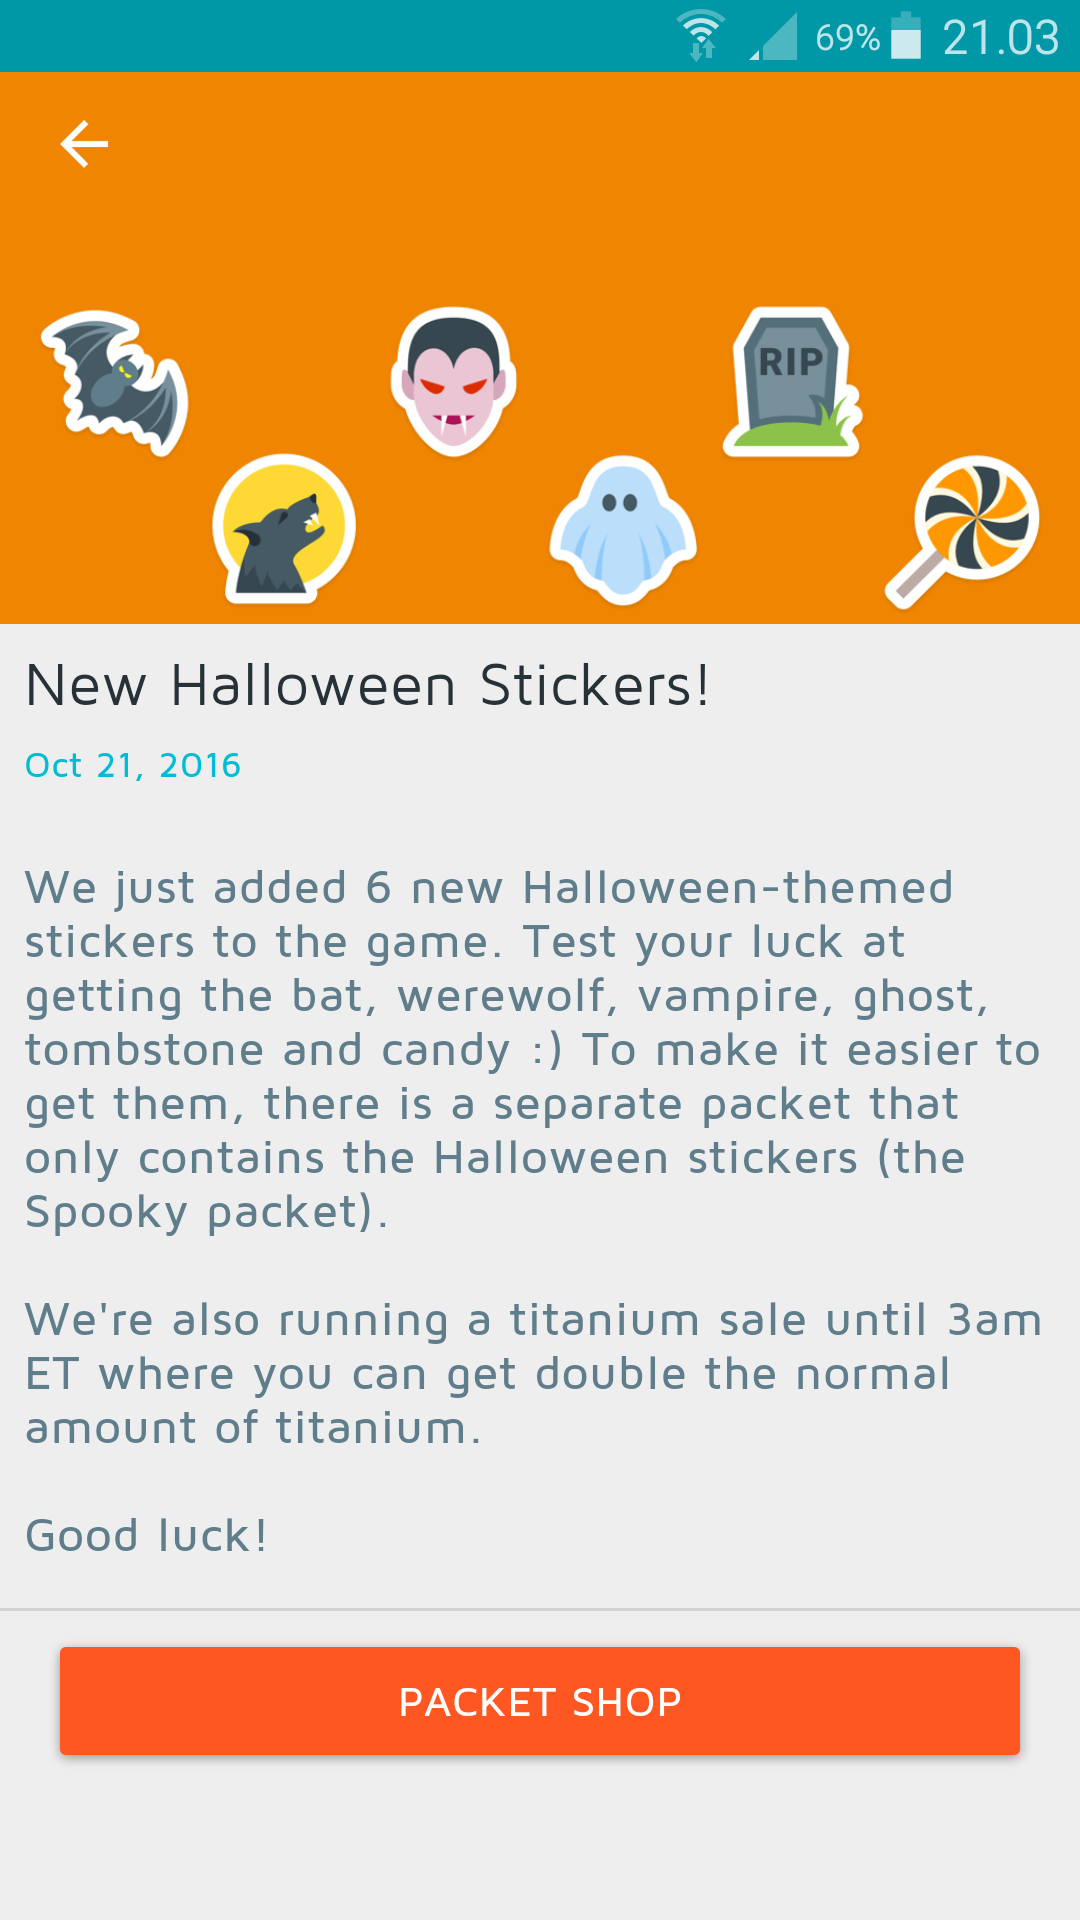 69% 21.03
RIP
New Halloween Stickers!
Oct 21, 2016
We just added 6 new Halloween-themed
stickers to the game. Test your luck at
getting the bat, werewolf, vampire, ghost,
tombstone and candy :) To make it easier to
get them, there is a separate packet that
only contains the Halloween stickers (the
Spooky packet).
We're also running a titanium sale until 3am
ET where you can get double the normal
amount of titanium.
Good luck!
PACKET SHOP